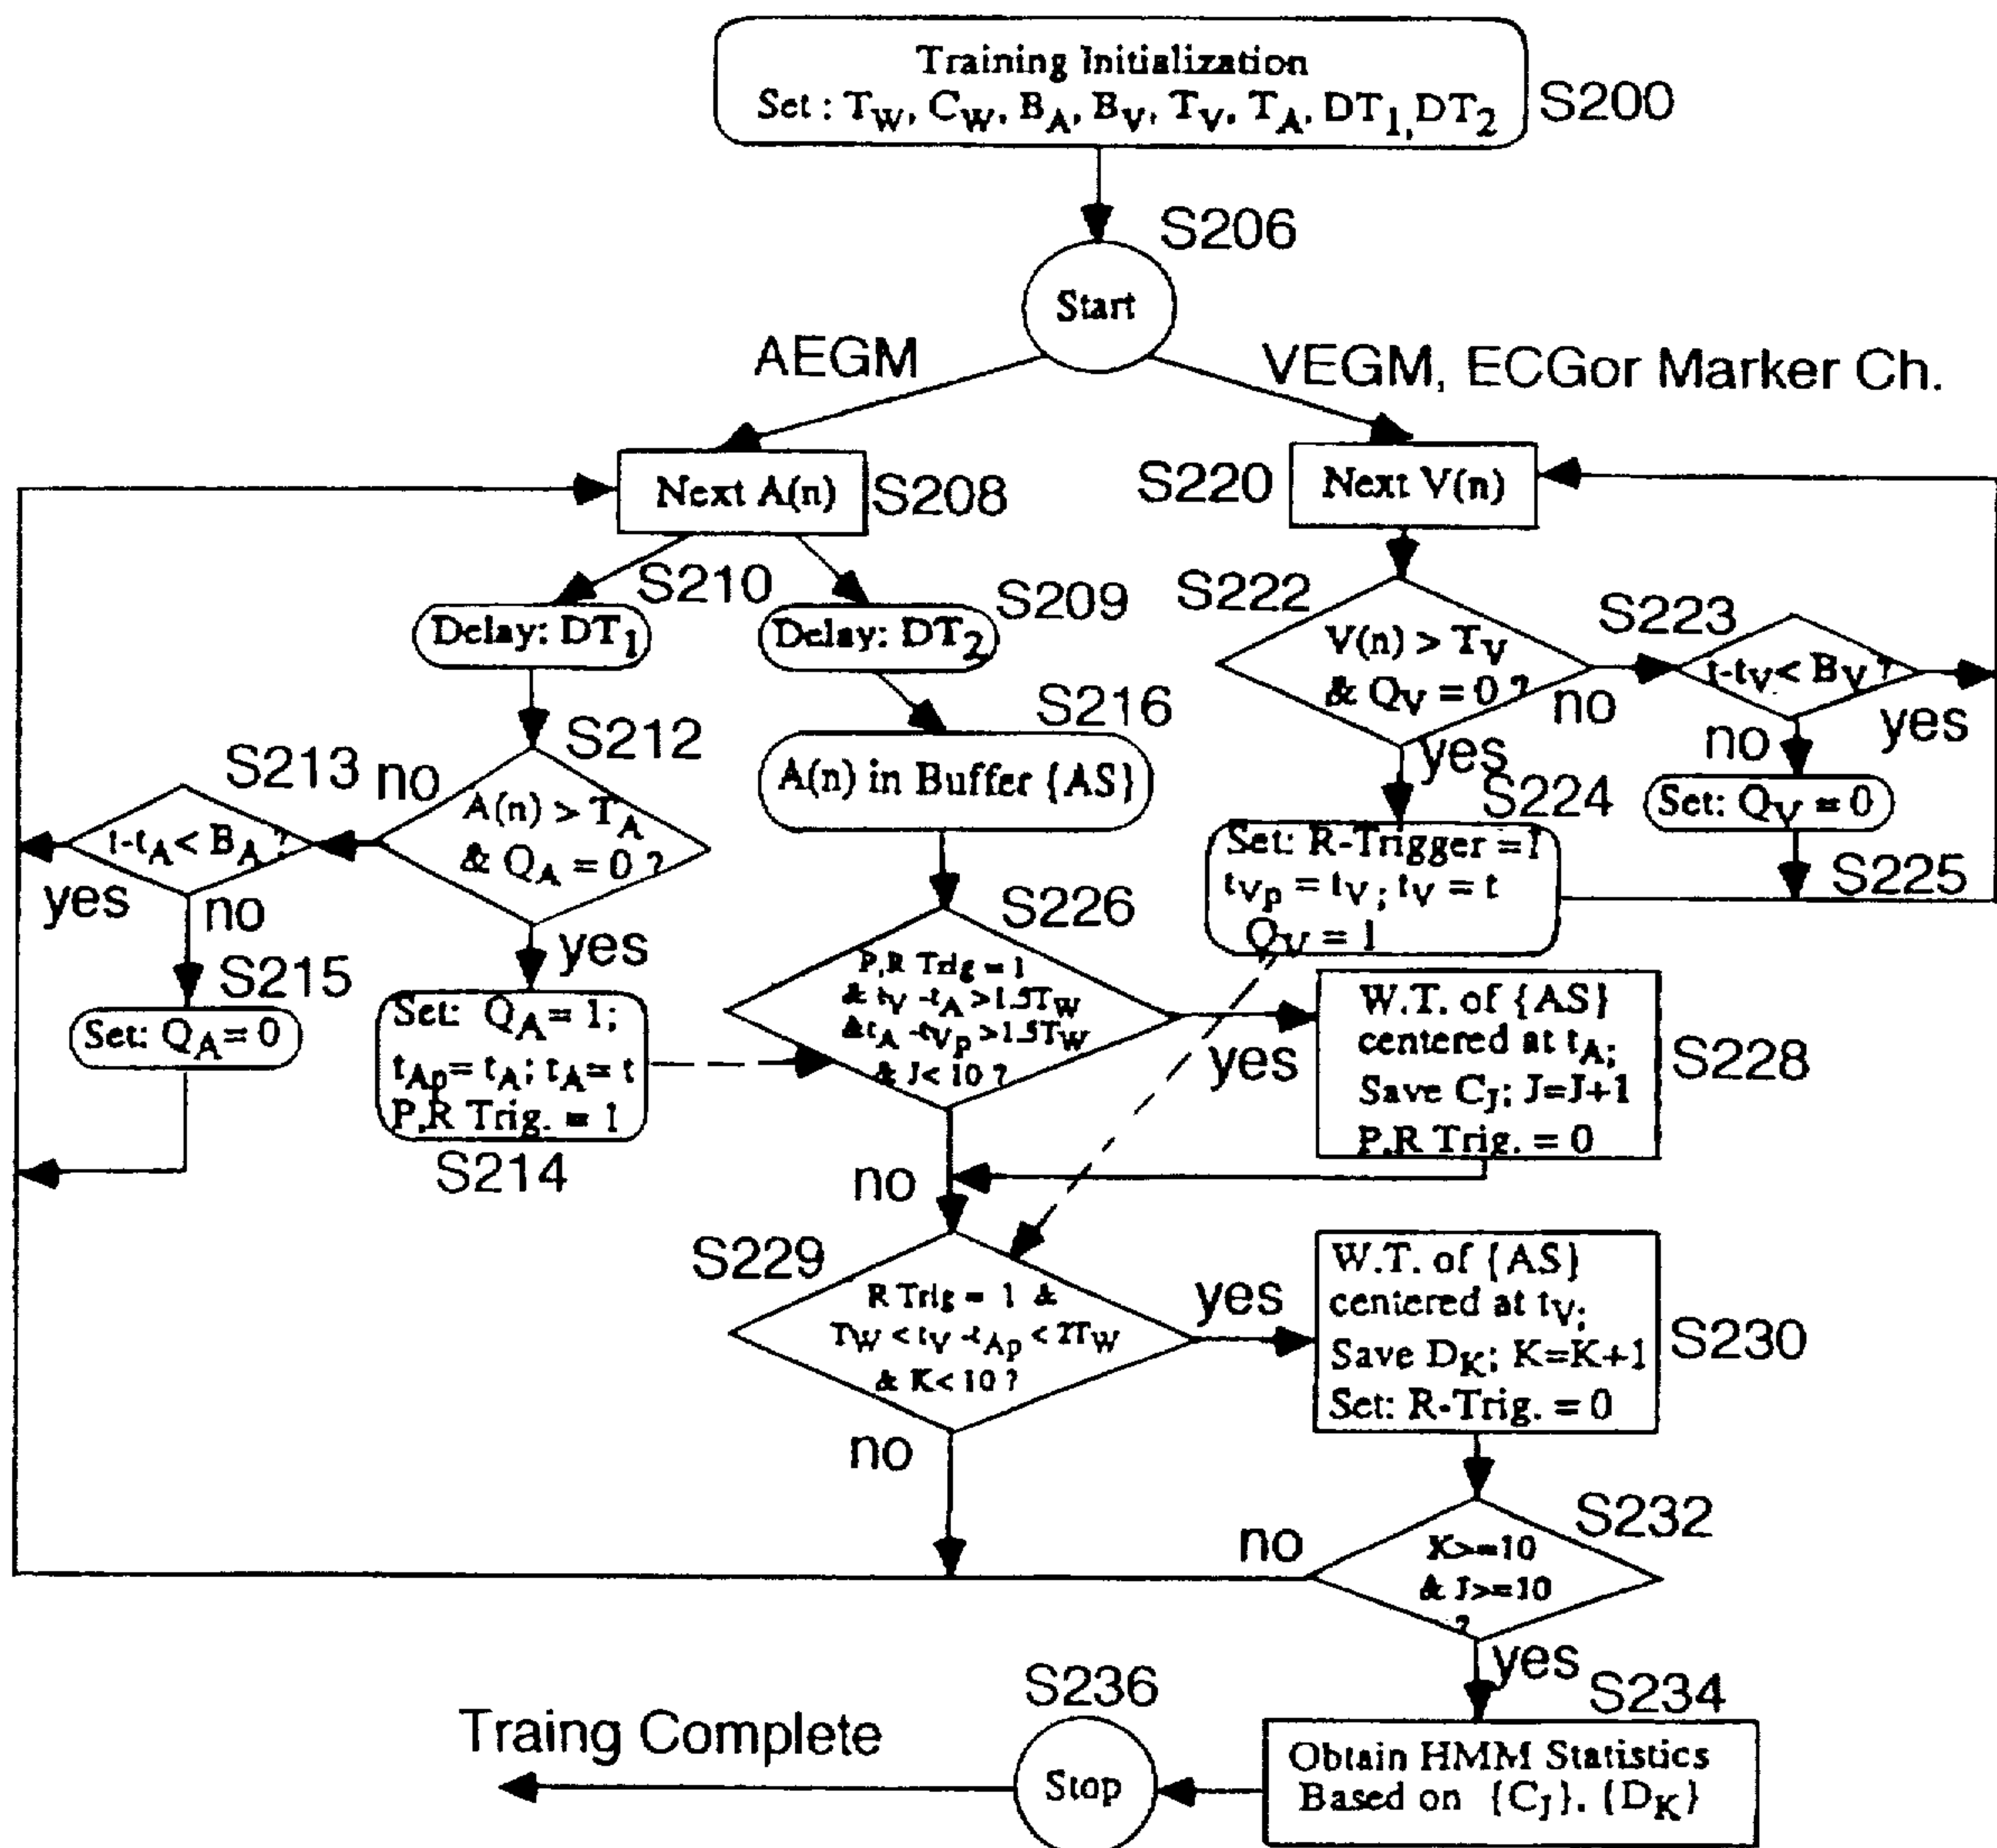 Training Initialization
Set : T_W, C_W, B_A, B_V, T_V, T_A, DT_1, DT_2
S200
S206
Start
AEGM
VEGM, ECGor Marker Ch.
Next A(n)
S208
S220
Next V(n)
S210
Delay: DT_1
S209
Delay: DT_2
S222
V(n) > T_V
& Q_V = 0 ?
no
yes
S223
t-t_V < B_V ?
yes
no
Set: Q_V = 0
S225
S224
Set: R-Trigger =1
t_Vp = t_V; t_V = t
Q_V = 1
S216
A(n) in Buffer {AS}
S212
A(n) > T_A
& Q_A = 0 ?
no
yes
S213
t-t_A < B_A ?
yes
no
S215
Set: Q_A = 0
Set: Q_A = 1;
t_Ap = t_A; t_A = t
P,R Trig. = 1
S214
S226
P,R Trig = 1
& t_V -t_A >1.5T_W
&t_A -t_Vp >1.5T_W
& J< 10 ?
yes
no
W.T. of {AS}
centered at t_A;
Save C_J; J=J+1
P,R Trig. = 0
S228
S229
R Trig = 1 &
T_W < t_V -t_Ap < 2T_W
& K< 10 ?
yes
no
W.T. of {AS}
centered at t_V;
Save D_K; K=K+1
Set: R-Trig. = 0
S230
S232
K>=10
& J>=10
?
no
yes
S234
Obtain HMM Statistics
Based on {C_J}. {D_K}
S236
Stop
Traing Complete